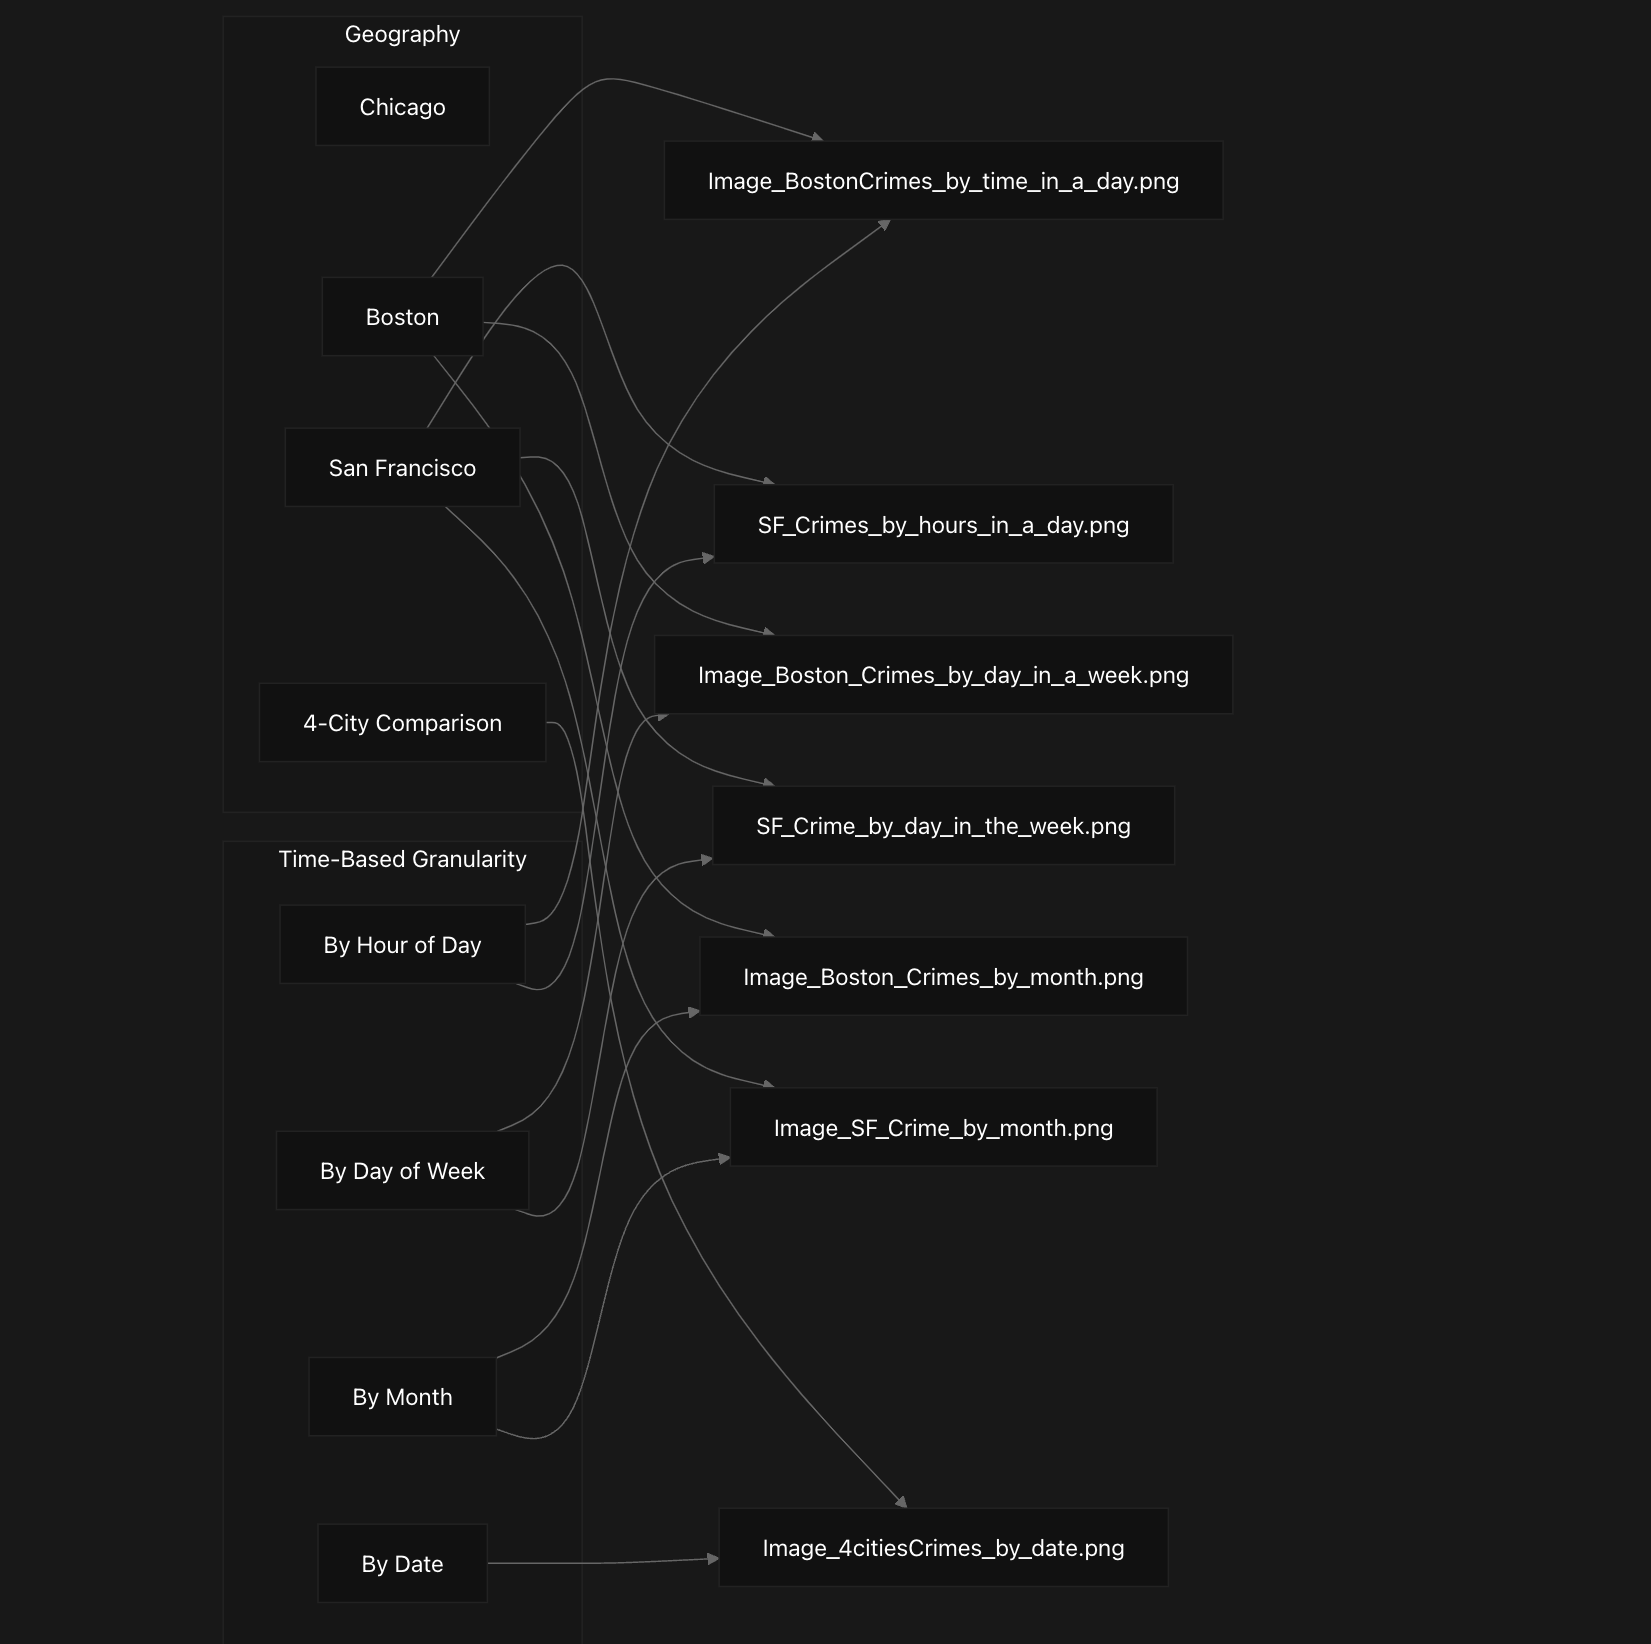 Geography
Chicago
Boston
San Francisco
4-City Comparison
Time-Based Granularity
By Hour of Day
By Day of Week
By Month
By Date
Image_BostonCrimes_by_time_in_a_day.png
SF_Crimes_by_hours_in_a_day.png
Image_Boston_Crimes_by_day_in_a_week.png
SF_Crime_by_day_in_the_week.png
Image_Boston_Crimes_by_month.png
Image_SF_Crime_by_month.png
Image_4citiesCrimes_by_date.png